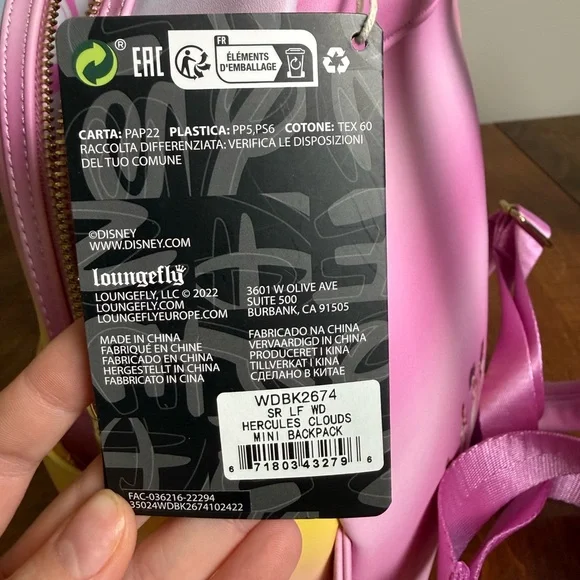 ®
EAC
FR
ÉLÉMENTS
D'EMBALLAGE
CARTA: PAP22 PLASTICA: PP5,PS6 COTONE: TEX 60
RACCOLTA DIFFERENZIATA: VERIFICA LE DISPOSIZIONI
DEL TUO COMUNE
©DISNEY
WWW.DISNEY.COM
loungefly
LOUNGEFLY, LLC © 2022
LOUNGEFLY.COM
LOUNGEFLYEUROPE.COM
3601 W OLIVE AVE
SUITE 500
BURBANK, CA 91505
MADE IN CHINA
FABRIQUÉ EN CHINE
FABRICADO EN CHINA
HERGESTELLT IN CHINA
FABBRICATO IN CINA
FABRICADO NA CHINA
VERVAARDIGD IN CHINA
PRODUCERET I KINA
TILLVERKAT I KINA
СДЕЛАНО В КИТАЕ
WDBK2674
SR LF WD
HERCULES CLOUDS
MINI BACKPACK
6 71803 43279 6
FAC-036216-22294
35024WDBK2674102422